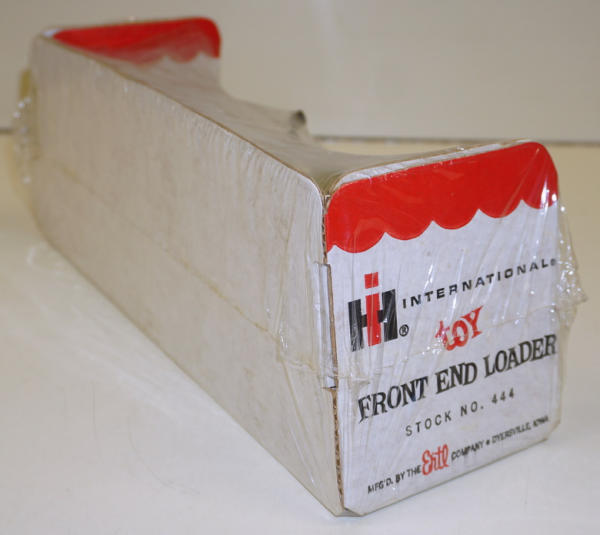 IH® INTERNATIONAL®
toy
FRONT END LOADER
STOCK NO. 444
MFG'D. BY THE Ertl COMPANY • DYERSVILLE, IOWA